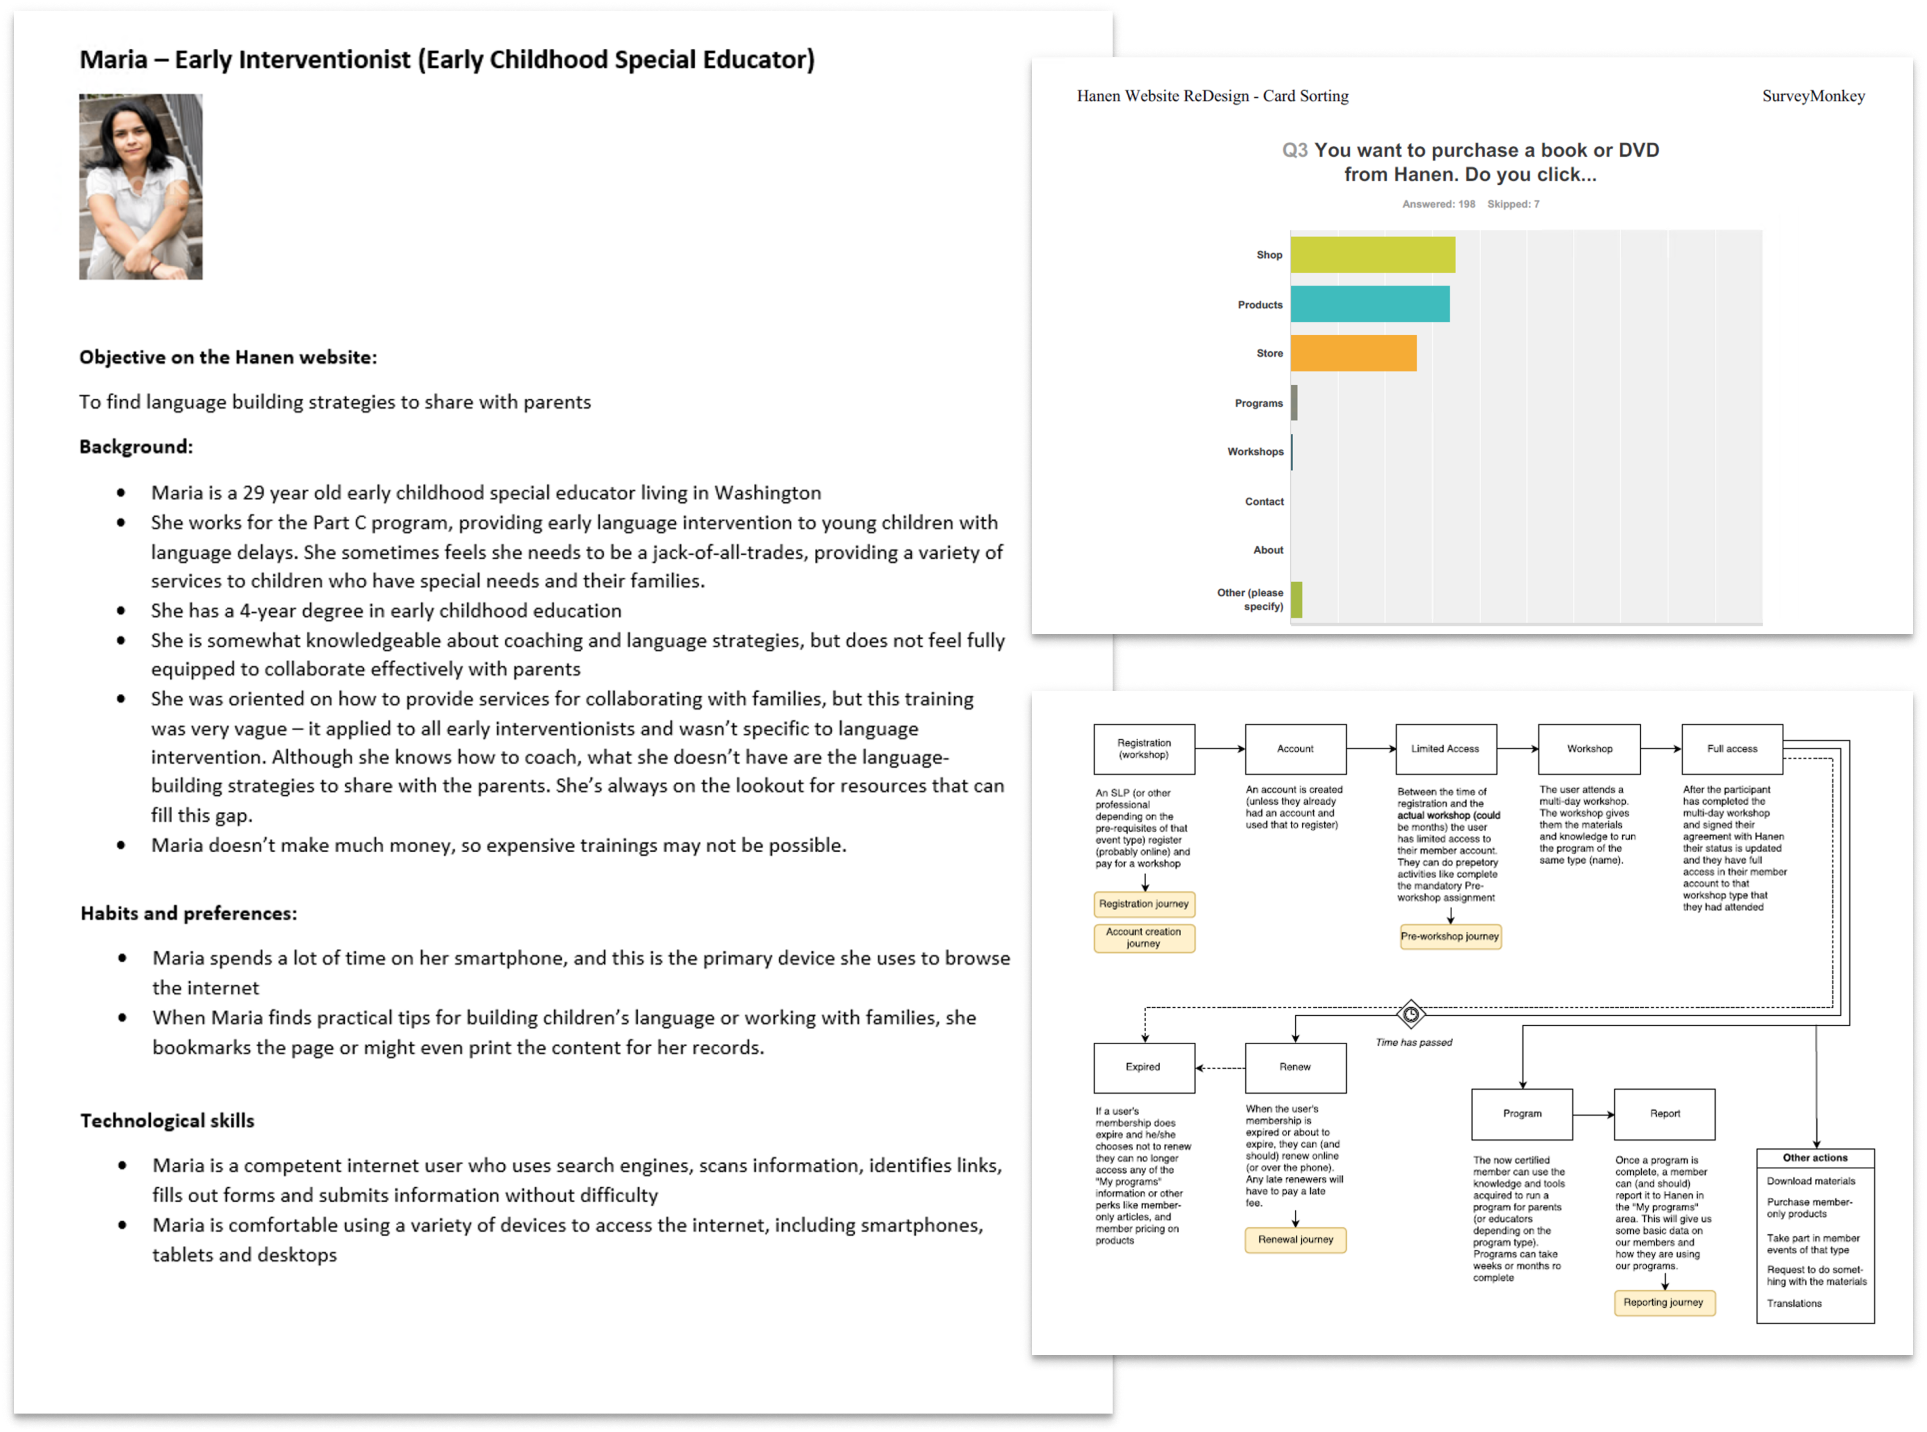 Maria – Early Interventionist (Early Childhood Special Educator)
Objective on the Hanen website:
To find language building strategies to share with parents
Background:
• Maria is a 29 year old early childhood special educator living in Washington
• She works for the Part C program, providing early language intervention to young children with
language delays. She sometimes feels she needs to be a jack-of-all-trades, providing a variety of
services to children who have special needs and their families.
• She has a 4-year degree in early childhood education
• She is somewhat knowledgeable about coaching and language strategies, but does not feel fully
equipped to collaborate effectively with parents
• She was oriented on how to provide services for collaborating with families, but this training
was very vague – it applied to all early interventionists and wasn't specific to language
intervention. Although she knows how to coach, what she doesn't have are the language-
building strategies to share with the parents. She's always on the lookout for resources that can
fill this gap.
• Maria doesn't make much money, so expensive trainings may not be possible.
Habits and preferences:
• Maria spends a lot of time on her smartphone, and this is the primary device she uses to browse
the internet
• When Maria finds practical tips for building children's language or working with families, she
bookmarks the page or might even print the content for her records.
Technological skills
• Maria is a competent internet user who uses search engines, scans information, identifies links,
fills out forms and submits information without difficulty
• Maria is comfortable using a variety of devices to access the internet, including smartphones,
tablets and desktops
Hanen Website ReDesign - Card Sorting
SurveyMonkey
Q3 You want to purchase a book or DVD
from Hanen. Do you click...
Answered: 198 Skipped: 7
Shop
Products
Store
Programs
Workshops
Contact
About
Other (please
specify)
Registration
(workshop)
An SLP (or other
professional
depending on the
pre-requisites of that
event type) register
(probably online) and
pay for a workshop
Registration journey
Account creation
journey
Account
An account is created
(unless they already
had an account and
used that to register)
Limited Access
Between the time of
registration and the
actual workshop (could
be months) the user
has limited access to
their member account.
They can do prepetory
activities like complete
the mandatory Pre-
workshop assignment
Pre-workshop journey
Workshop
The user attends a
multi-day workshop.
The workshop gives
them the materials
and knowledge to run
the program of the
same type (name).
Full access
After the participant
has completed the
multi-day workshop
and signed their
agreement with Hanen
their status is updated
and they have full
access in their member
account to that
workshop type that
they had attended
Time has passed
Expired
If a user's
membership does
expire and he/she
chooses not to renew
they can no longer
access any of the
"My programs"
information or other
perks like member-
only articles, and
member pricing on
products
Renew
When the user's
membership is
expired or about to
expire, they can (and
should) renew online
(or over the phone).
Any late renewers will
have to pay a late
fee.
Renewal journey
Program
The now certified
member can use the
knowledge and tools
acquired to run a
program for parents
(or educators
depending on the
program type).
Programs can take
weeks or months ro
complete
Report
Once a program is
complete, a member
can (and should)
report it to Hanen in
the "My programs"
area. This will give us
some basic data on
our members and
how they are using
our programs.
Reporting journey
Other actions
Download materials
Purchase member-
only products
Take part in member
events of that type
Request to do somet-
hing with the materials
Translations